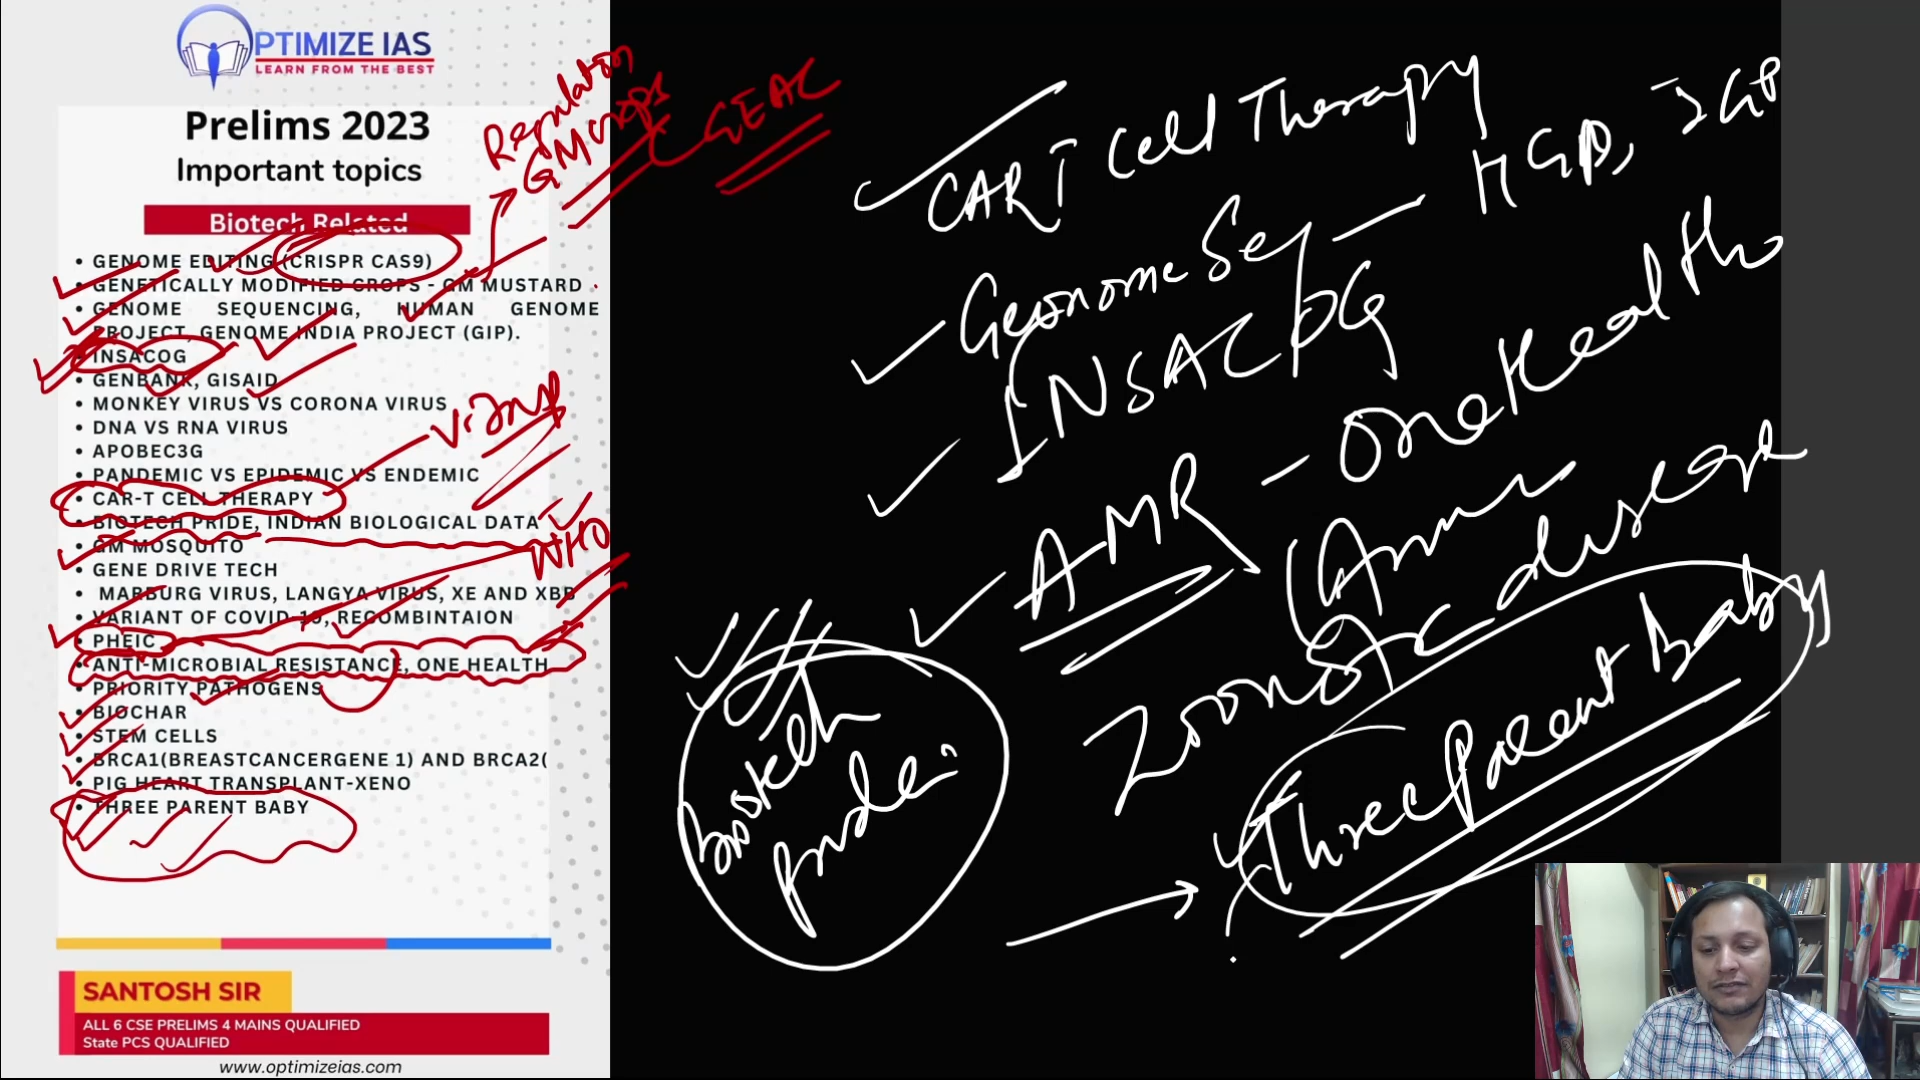 OPTIMIZE IAS
LEARN FROM THE BEST
Prelims 2023
Important topics
Biotech Related
• GENOME EDITING (CRISPR CAS9)
• GENETICALLY MODIFIED CROPS - GM MUSTARD
• GENOME SEQUENCING, HUMAN GENOME
PROJECT, GENOME INDIA PROJECT (GIP).
• INSACOG
• GENBANK, GISAID
• MONKEY VIRUS VS CORONA VIRUS
• DNA VS RNA VIRUS
• APOBEC3G
• PANDEMIC VS EPIDEMIC VS ENDEMIC
• CAR-T CELL THERAPY
• BIOTECH PRIDE, INDIAN BIOLOGICAL DATA
• GM MOSQUITO
• GENE DRIVE TECH
• MARBURG VIRUS, LANGYA VIRUS, XE AND XBB
• VARIANT OF COVID-19, RECOMBINTAION
• PHEIC
• ANTI-MICROBIAL RESISTANCE, ONE HEALTH
• PRIORITY PATHOGENS
• BIOCHAR
• STEM CELLS
• BRCA1(BREASTCANCERGENE 1) AND BRCA2(
• PIG HEART TRANSPLANT-XENO
• THREE PARENT BABY
SANTOSH SIR
ALL 6 CSE PRELIMS 4 MAINS QUALIFIED
State PCS QUALIFIED
www.optimizeias.com
GM crops
GEAC
WHO
CART Cell Therapy
Genome Seq — HGP, IGP
INSACOG
AMR — One Health
Zoonotic disease
Three Parent Baby
Biotech